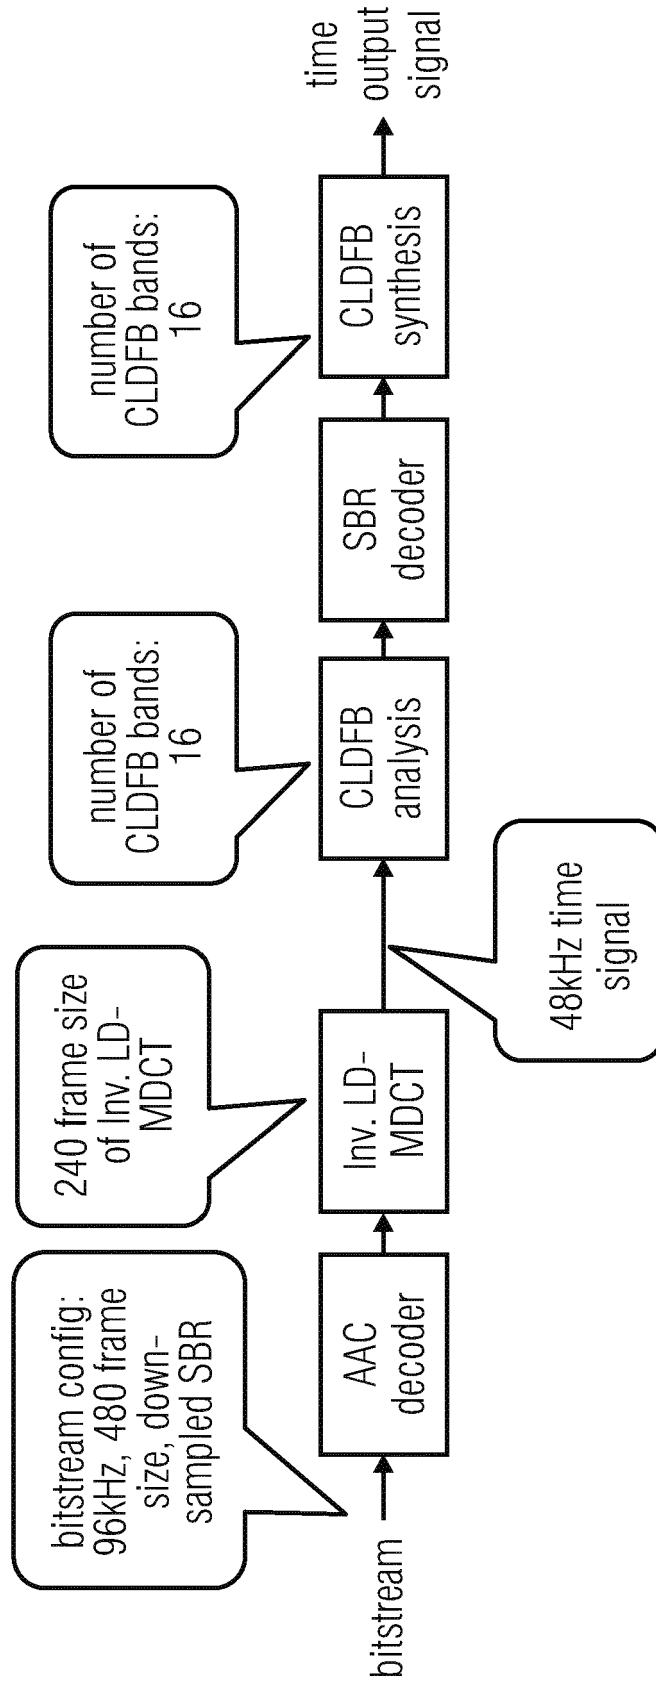 bitstream config:
96kHz, 480 frame
size, down-
sampled SBR
240 frame size
of Inv. LD-
MDCT
number of
CLDFB bands:
16
number of
CLDFB bands:
16
bitstream
AAC
decoder
Inv. LD-
MDCT
CLDFB
analysis
SBR
decoder
CLDFB
synthesis
time
output
signal
48kHz time
signal